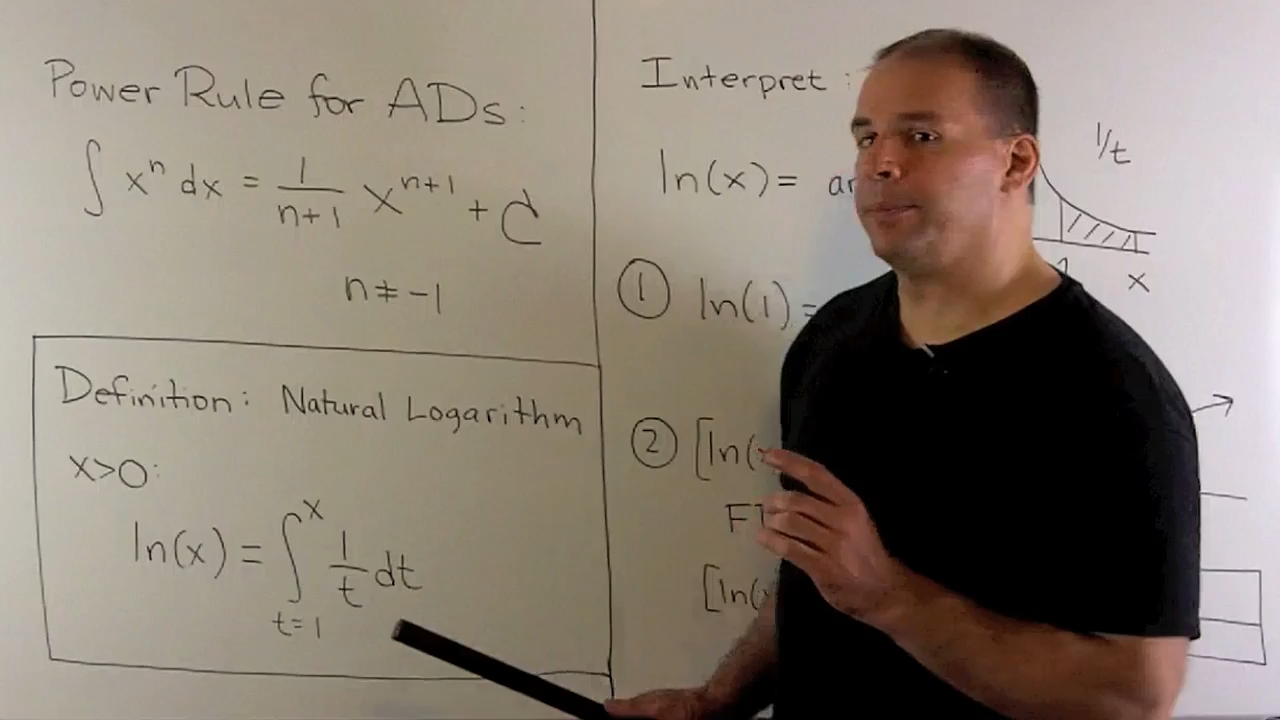 Power Rule for ADs:
∫ xⁿ dx = 1/(n+1) xⁿ⁺¹ + C
n ≠ -1
Definition: Natural Logarithm
x>0:
ln(x) = ∫_{t=1}^{x} 1/t dt
Interpret:
ln(x) =
1/t
x
① ln(1) =
② [ln(
[ln(